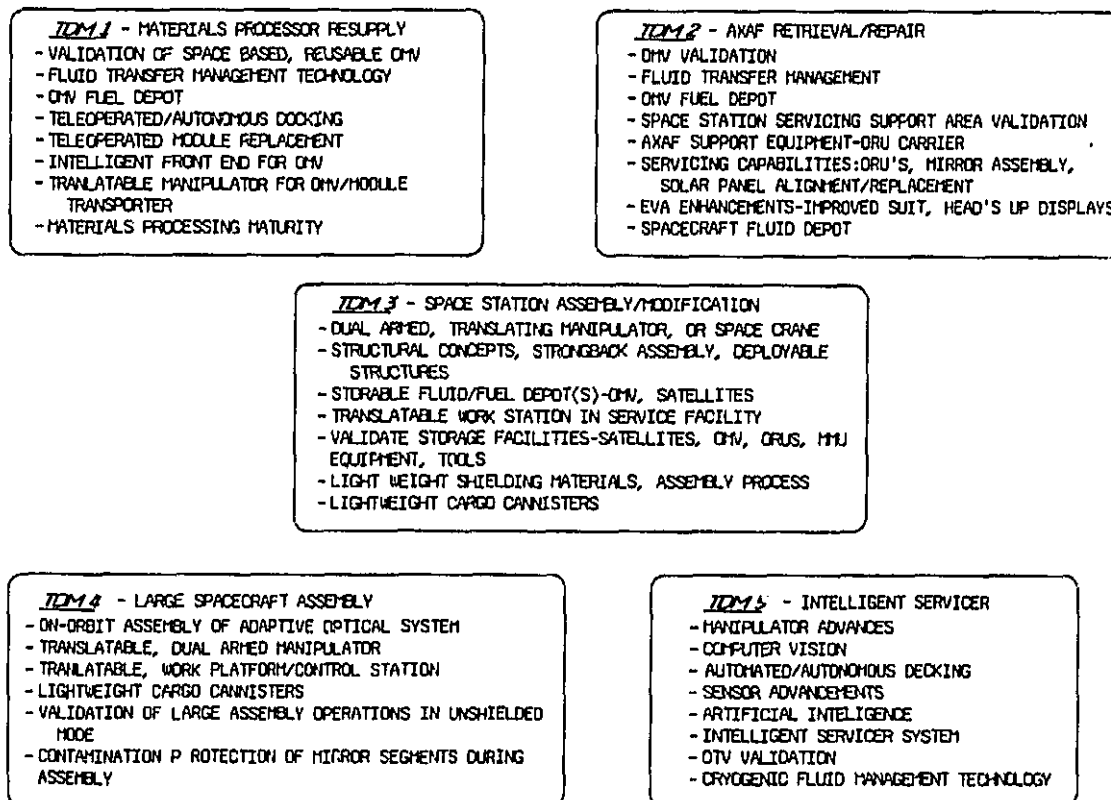 TDM 1 - MATERIALS PROCESSOR RESUPPLY
- VALIDATION OF SPACE BASED, REUSABLE OMV
- FLUID TRANSFER MANAGEMENT TECHNOLOGY
- OMV FUEL DEPOT
- TELEOPERATED/AUTONOMOUS DOCKING
- TELEOPERATED MODULE REPLACEMENT
- INTELLIGENT FRONT END FOR OMV
- TRANLATABLE MANIPULATOR FOR OMV/MODULE
TRANSPORTER
- MATERIALS PROCESSING MATURITY
TDM 2 - AXAF RETRIEVAL/REPAIR
- OMV VALIDATION
- FLUID TRANSFER MANAGEMENT
- OMV FUEL DEPOT
- SPACE STATION SERVICING SUPPORT AREA VALIDATION
- AXAF SUPPORT EQUIPMENT-ORU CARRIER
- SERVICING CAPABILITIES:ORU'S, MIRROR ASSEMBLY,
SOLAR PANEL ALIGNMENT/REPLACEMENT
- EVA ENHANCEMENTS-IMPROVED SUIT, HEAD'S UP DISPLAYS
- SPACECRAFT FLUID DEPOT
TDM 3 - SPACE STATION ASSEMBLY/MODIFICATION
- DUAL ARMED, TRANSLATING MANIPULATOR, OR SPACE CRANE
- STRUCTURAL CONCEPTS, STRONGBACK ASSEMBLY, DEPLOYABLE
STRUCTURES
- STORABLE FLUID/FUEL DEPOT(S)-OMV, SATELLITES
- TRANSLATABLE WORK STATION IN SERVICE FACILITY
- VALIDATE STORAGE FACILITIES-SATELLITES, OMV, ORUS, MMU
EQUIPMENT, TOOLS
- LIGHT WEIGHT SHIELDING MATERIALS, ASSEMBLY PROCESS
- LIGHTWEIGHT CARGO CANNISTERS
TDM 4 - LARGE SPACECRAFT ASSEMBLY
- ON-ORBIT ASSEMBLY OF ADAPTIVE OPTICAL SYSTEM
- TRANSLATABLE, DUAL ARMED MANIPULATOR
- TRANLATABLE, WORK PLATFORM/CONTROL STATION
- LIGHTWEIGHT CARGO CANNISTERS
- VALIDATION OF LARGE ASSEMBLY OPERATIONS IN UNSHIELDED
MODE
- CONTAMINATION P ROTECTION OF MIRROR SEGMENTS DURING
ASSEMBLY
TDM 5 - INTELLIGENT SERVICER
- MANIPULATOR ADVANCES
- COMPUTER VISION
- AUTOMATED/AUTONOMOUS DECKING
- SENSOR ADVANCEMENTS
- ARTIFICIAL INTELIGENCE
- INTELLIGENT SERVICER SYSTEM
- OTV VALIDATION
- CRYOGENIC FLUID MANAGEMENT TECHNOLOGY